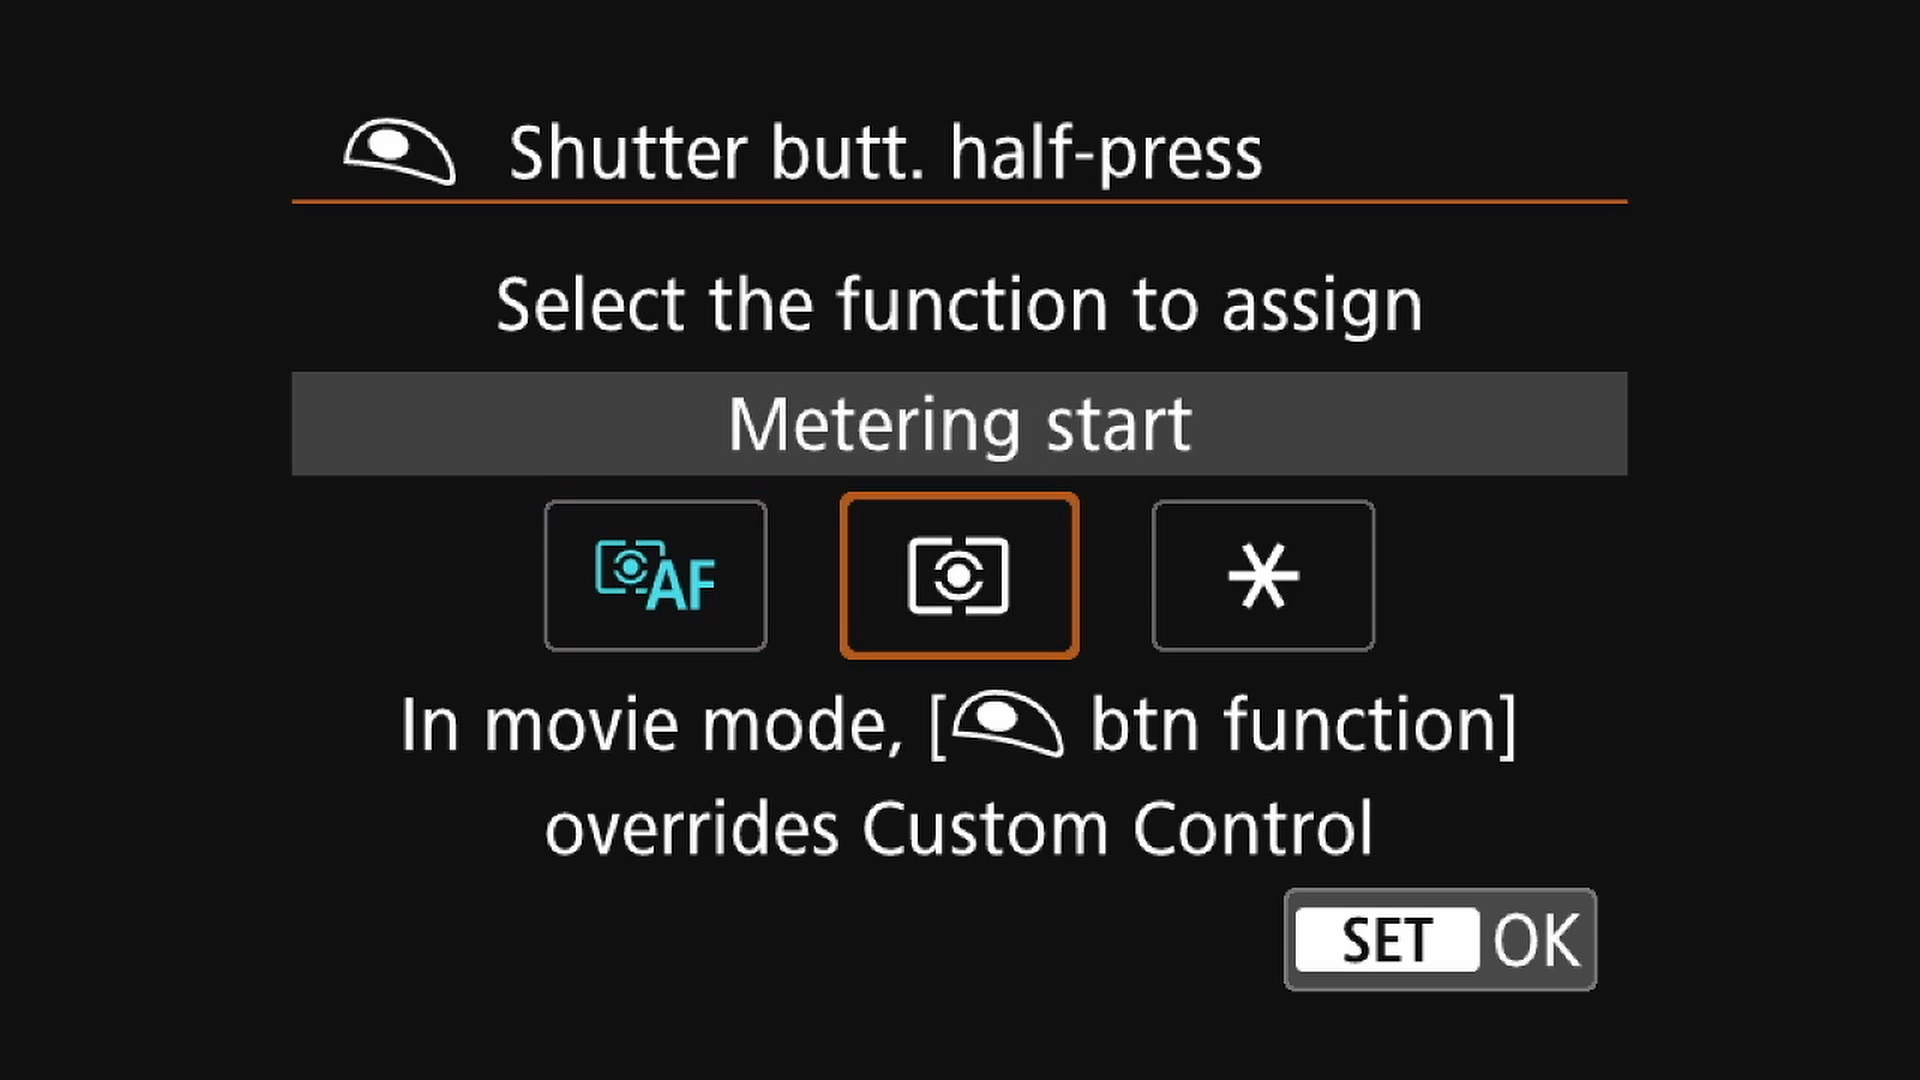 Shutter butt. half-press
Select the function to assign
Metering start
AF
In movie mode, [ btn function]
overrides Custom Control
SET OK